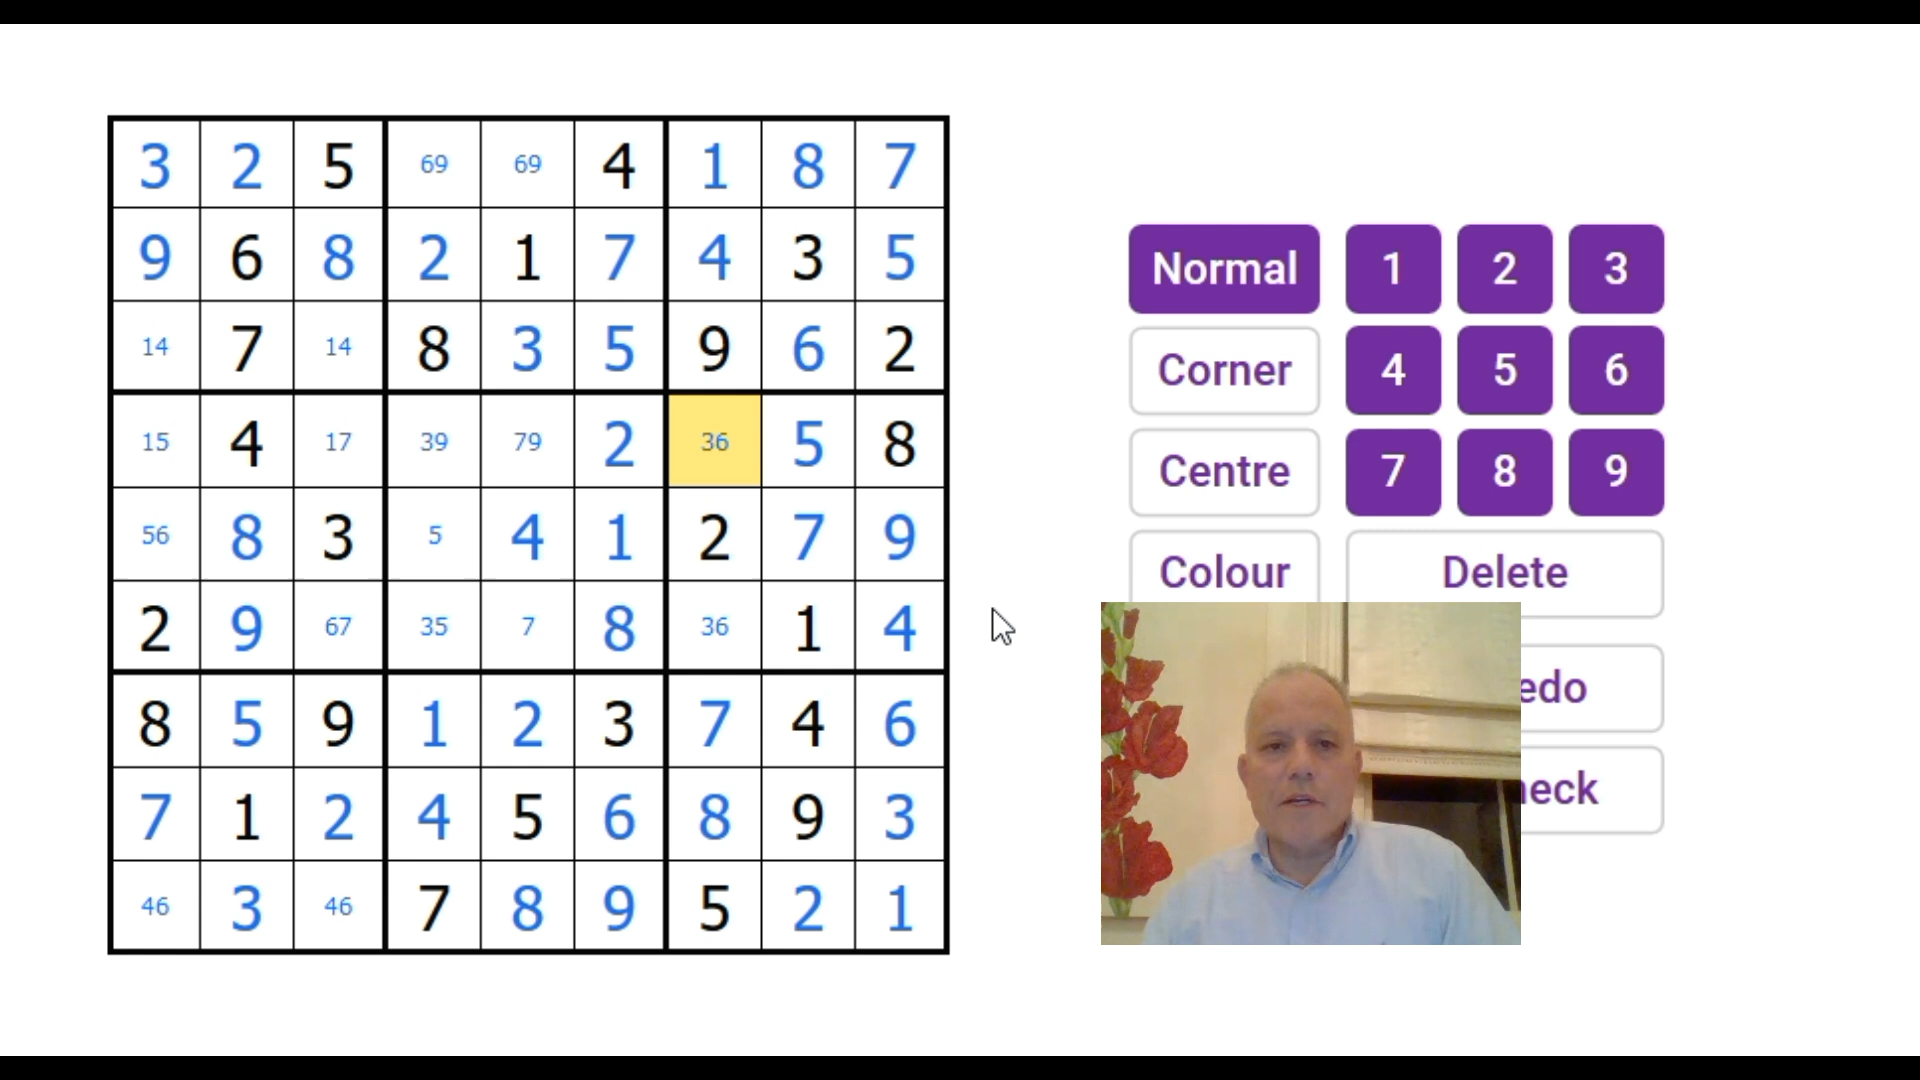 3 2 5 69 69 4 1 8 7
9 6 8 2 1 7 4 3 5
14 7 14 8 3 5 9 6 2
15 4 17 39 79 2 36 5 8
56 8 3 5 4 1 2 7 9
2 9 67 35 7 8 36 1 4
8 5 9 1 2 3 7 4 6
7 1 2 4 5 6 8 9 3
46 3 46 7 8 9 5 2 1
Normal 1 2 3
Corner 4 5 6
Centre 7 8 9
Colour Delete
edo
eck